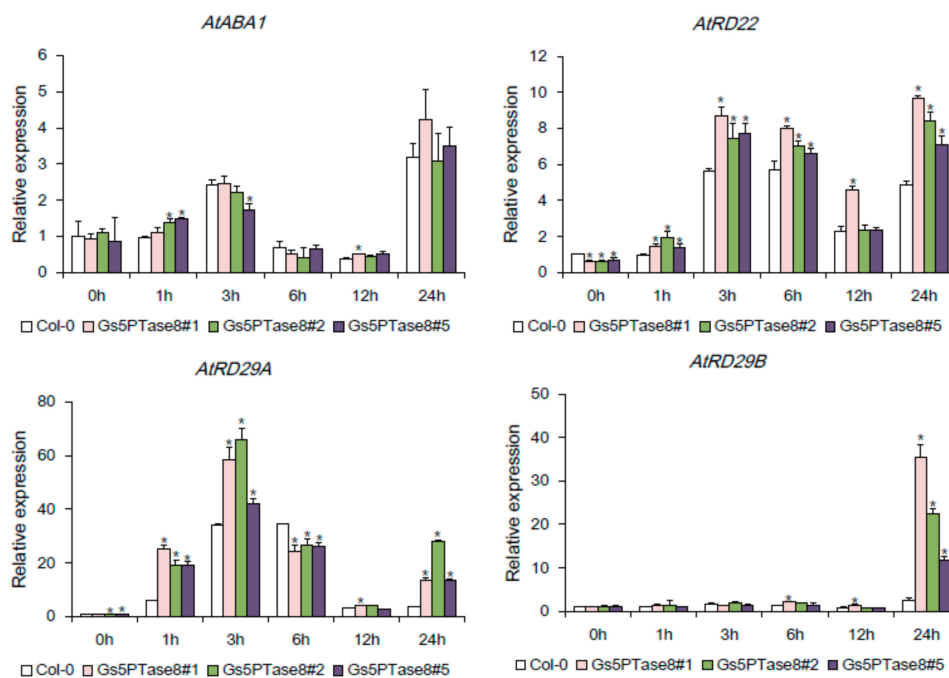 AtABA1
Relative expression
6
5
4
3
2
1
0
0h 1h 3h 6h 12h 24h
* * * *
Col-0 Gs5PTase8#1 Gs5PTase8#2 Gs5PTase8#5
AtRD22
Relative expression
12
10
8
6
4
2
0
0h 1h 3h 6h 12h 24h
* * * * * * * * * * * * * * * *
Col-0 Gs5PTase8#1 Gs5PTase8#2 Gs5PTase8#5
AtRD29A
Relative expression
80
60
40
20
0
0h 1h 3h 6h 12h 24h
* * * * * * * * * * * * * * *
Col-0 Gs5PTase8#1 Gs5PTase8#2 Gs5PTase8#5
AtRD29B
Relative expression
50
40
30
20
10
0
0h 1h 3h 6h 12h 24h
* * * * *
Col-0 Gs5PTase8#1 Gs5PTase8#2 Gs5PTase8#5